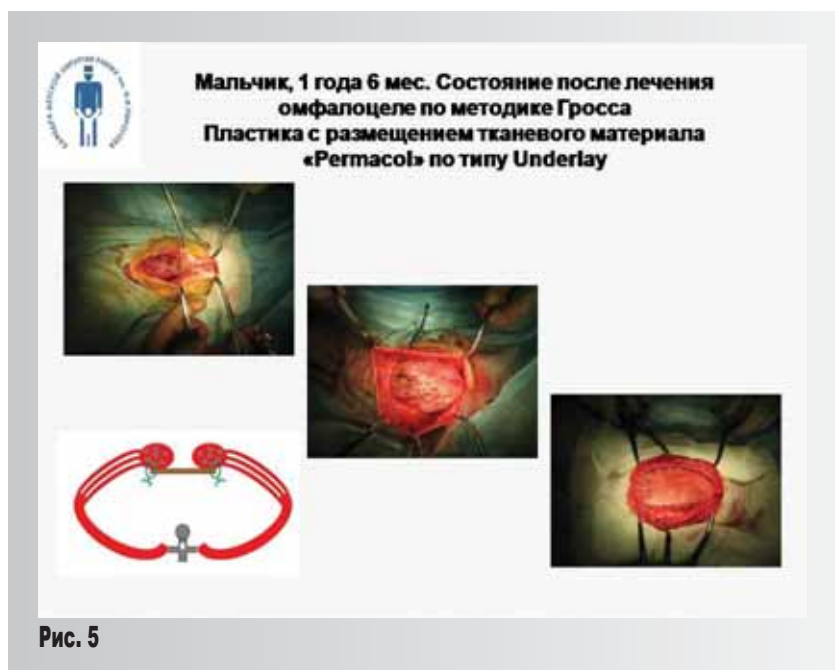 Мальчик, 1 года 6 мес. Состояние после лечения
омфалоцеле по методике Гросса
Пластика с размещением тканевого материала
«Permacol» по типу Underlay
Рис. 5